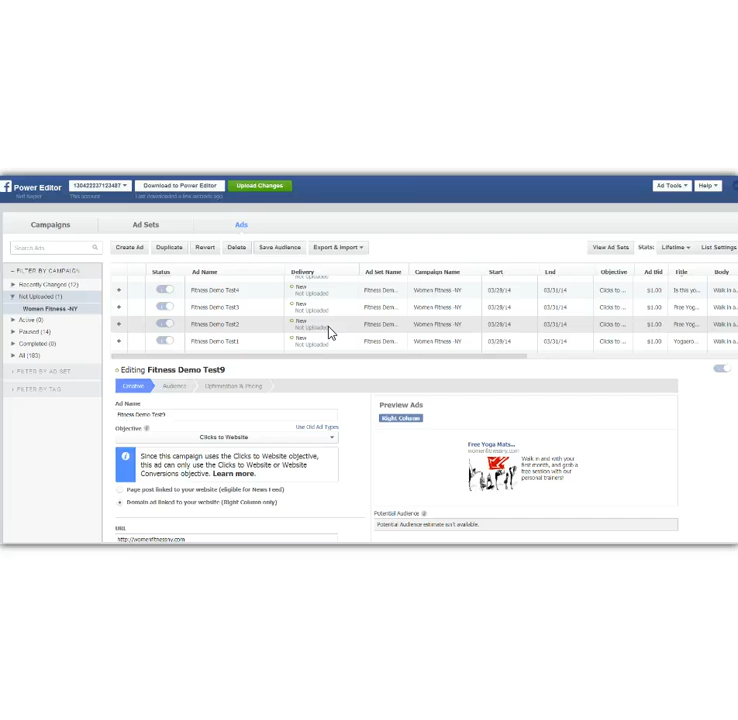 Power Editor
130422237123487
Download to Power Editor
Upload Changes
Ad Tools
Help
This account
Last downloaded a few seconds ago
Campaigns
Ad Sets
Ads
Search Ads
Create Ad
Duplicate
Revert
Delete
Save Audience
Export & Import
View Ad Sets
Stats:
Lifetime
List Settings
FILTER BY CAMPAIGN
Recently Changed (12)
Not Uploaded (1)
Women Fitness -NY
Active (0)
Paused (14)
Completed (0)
All (183)
FILTER BY AD SET
FILTER BY TAG
Status Ad Name Delivery Ad Set Name Campaign Name Start End Objective Ad Bid Title Body
Not Uploaded
Fitness Demo Test4 New Not Uploaded Fitness Dem... Women Fitness -NY 03/28/14 03/31/14 Clicks to ... $1.00 Is this yo... Walk in a..
Fitness Demo Test3 New Not Uploaded Fitness Dem... Women Fitness -NY 03/28/14 03/31/14 Clicks to ... $1.00 Free Yog... Walk in a..
Fitness Demo Test2 New Not Uploaded Fitness Dem... Women Fitness -NY 03/28/14 03/31/14 Clicks to ... $1.00 Free Yog... Walk in a..
Fitness Demo Test1 New Not Uploaded Fitness Dem... Women Fitness -NY 03/28/14 03/31/14 Clicks to ... $1.00 Yogaero... Walk in a..
Editing Fitness Demo Test9
Creative
Audience
Optimization & Pricing
Ad Name
Fitness Demo Test9
Objective
Use Old Ad Types
Clicks to Website
Since this campaign uses the Clicks to Website objective,
this ad can only use the Clicks to Website or Website
Conversions objective. Learn more.
Page post linked to your website (eligible for News Feed)
Domain ad linked to your website (Right Column only)
URL
http://womenfitnessny.com
Preview Ads
Right Column
Free Yoga Mats...
womenfitnessny.com
Walk in and with your
first month, and grab a
free session with our
personal trainers!
Potential Audience
Potential Audience estimate isn't available.